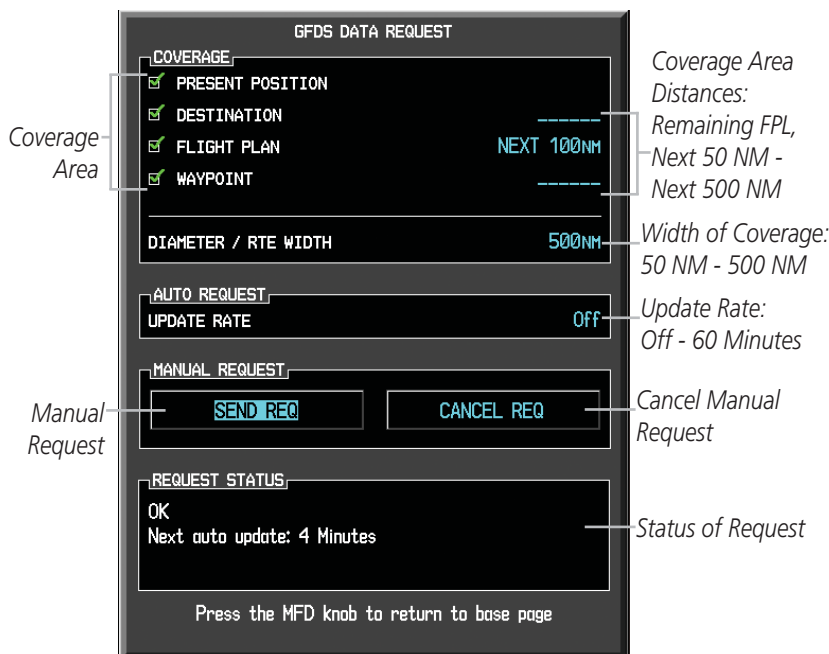 GFDS DATA REQUEST
COVERAGE
PRESENT POSITION
DESTINATION ______
FLIGHT PLAN NEXT 100NM
WAYPOINT ______
DIAMETER / RTE WIDTH 500NM
AUTO REQUEST
UPDATE RATE Off
MANUAL REQUEST
SEND REQ CANCEL REQ
REQUEST STATUS
OK
Next auto update: 4 Minutes
Press the MFD knob to return to base page
Coverage
Area
Manual
Request
Coverage Area
Distances:
Remaining FPL,
Next 50 NM -
Next 500 NM
Width of Coverage:
50 NM - 500 NM
Update Rate:
Off - 60 Minutes
Cancel Manual
Request
Status of Request